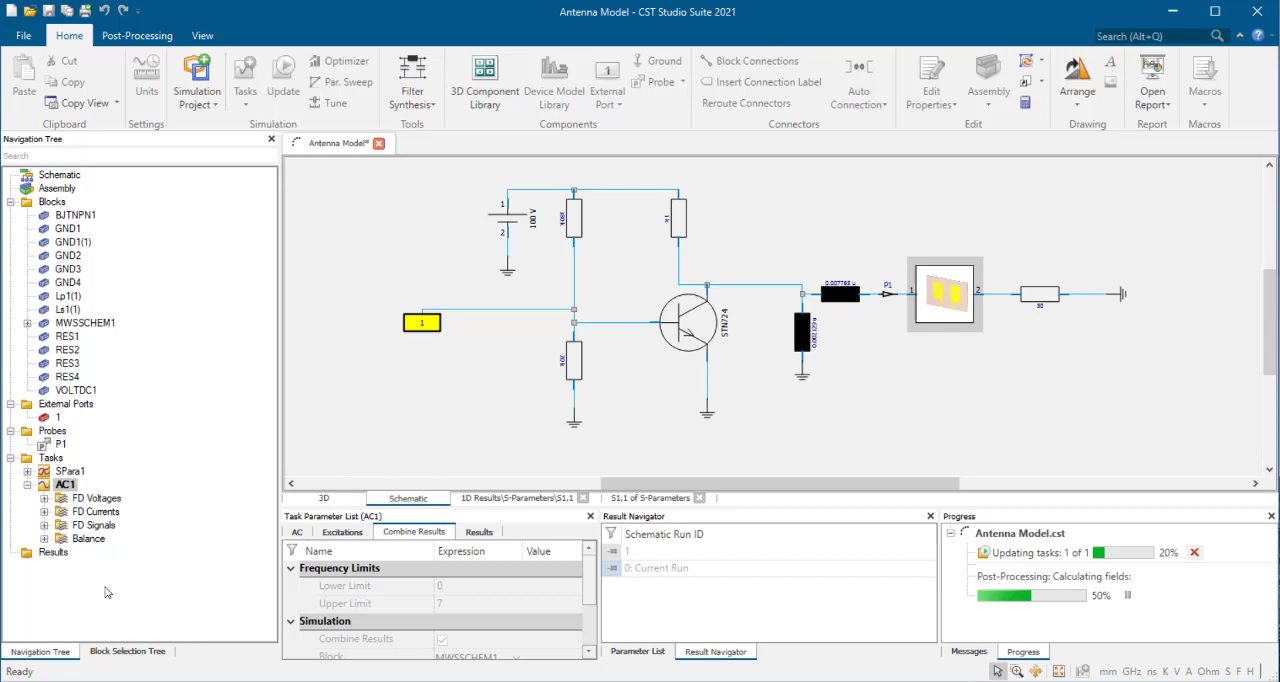 Antenna Model - CST Studio Suite 2021
File Home Post-Processing View Search (Alt+Q)
Paste Cut Copy Copy View
Units
Simulation Project
Tasks Update Optimizer Par. Sweep Tune
Filter Synthesis
3D Component Library Device Model Library External Port Ground Probe
Block Connections Insert Connection Label Reroute Connectors Auto Connection
Edit Properties Assembly Arrange Open Report Macros
Clipboard Settings Simulation Tools Components Connectors Edit Drawing Report Macros
Navigation Tree
Search
Schematic
Assembly
Blocks
BJTNPN1
GND1
GND1(1)
GND2
GND3
GND4
Lp1(1)
Ls1(1)
MWSSCHEM1
RES1
RES2
RES3
RES4
VOLTDC1
External Ports
1
Probes
P1
Tasks
SPara1
AC1
FD Voltages
FD Currents
FD Signals
Balance
Results
Navigation Tree Block Selection Tree
Antenna Model*
1
2
100 V
1k
1
20k
STN724
P1
1
2
50
3D Schematic 1D Results\S-Parameters\S1,1 S1,1 of S-Parameters
Task Parameter List (AC1)
AC Excitations Combine Results Results
Name Expression Value
Frequency Limits
Lower Limit 0
Upper Limit 7
Simulation
Combine Results
Block.. MWSSCHEM1
Result Navigator
Schematic Run ID
1
0: Current Run
Parameter List Result Navigator
Progress
Antenna Model.cst
Updating tasks: 1 of 1 20%
Post-Processing: Calculating fields:
50%
Messages Progress
Ready
mm GHz ns K V A Ohm S F H